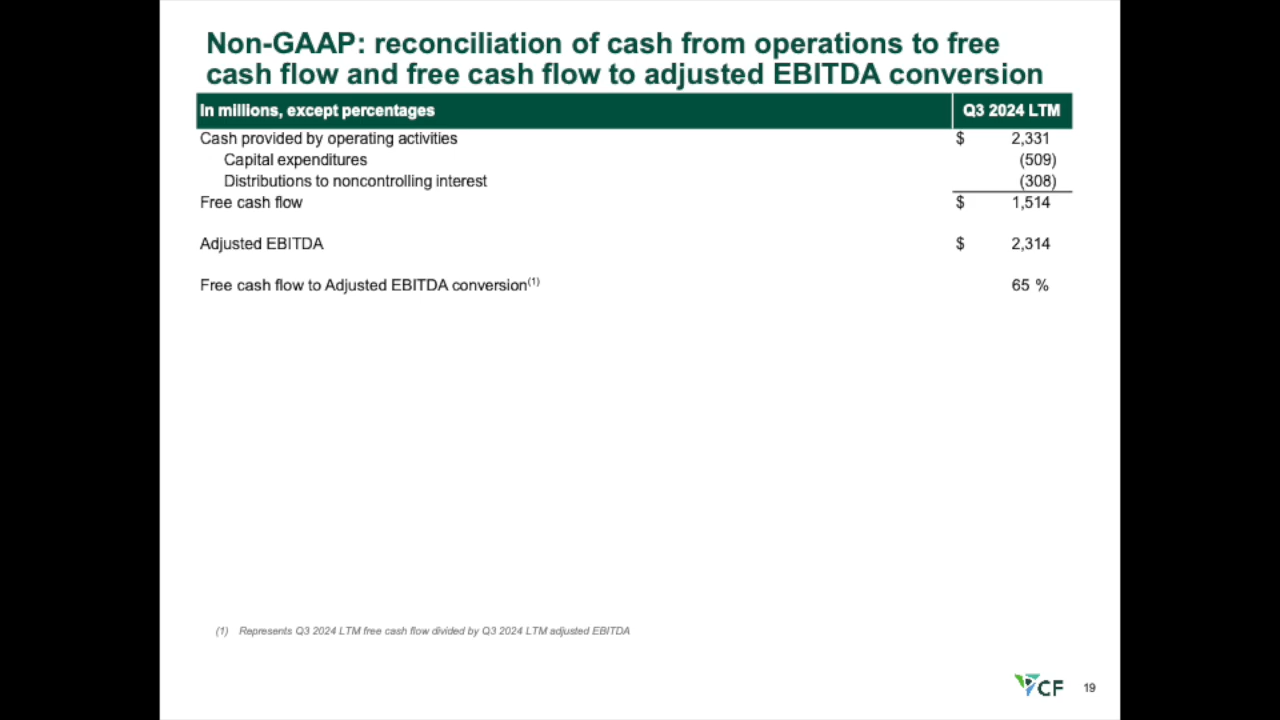 Non-GAAP: reconciliation of cash from operations to free
cash flow and free cash flow to adjusted EBITDA conversion
In millions, except percentages Q3 2024 LTM
Cash provided by operating activities $ 2,331
Capital expenditures (509)
Distributions to noncontrolling interest (308)
Free cash flow $ 1,514
Adjusted EBITDA $ 2,314
Free cash flow to Adjusted EBITDA conversion(1) 65 %
(1) Represents Q3 2024 LTM free cash flow divided by Q3 2024 LTM adjusted EBITDA
CF 19